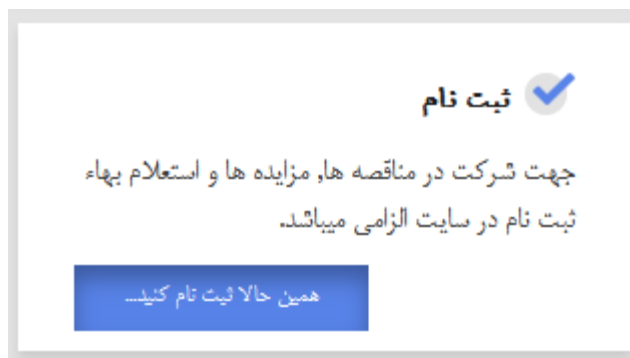 ثبت نام
جهت شرکت در مناقصه ها, مزایده ها و استعلام بهاء
ثبت نام در سایت الزامی میباشد.
همین حالا ثبت نام کنید...